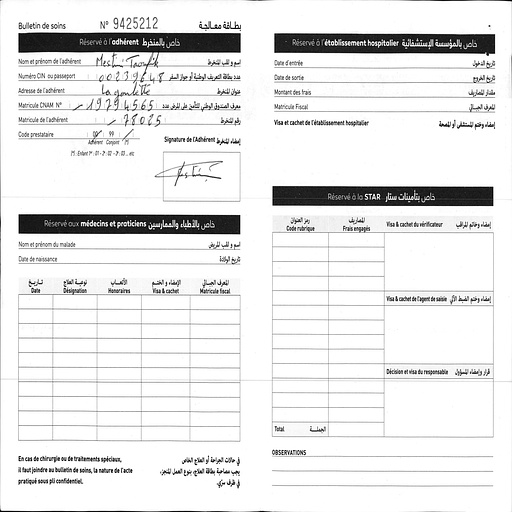 Bulletin de soins N° 9425212 بطاقة معالجة
Réservé à l'adhérent خاص بالمنخرط
Nom et prénom de l'adhérent Mestiri Taoufik اسم و لقب المنخرط
Numéro CIN ou passeport 00239648 عدد بطاقة التعريف الوطنية أو جواز السفر
Adresse de l'adhérent La goulette عنوان المنخرط
Matricule CNAM N° 19794565 معرف الصندوق الوطني للتأمين على المرض عدد
Matricule de l'adhérent 78025 رقم المنخرط
Code prestataire 00 99
Adhérent Conjoint (*)
(*) : Enfant 1er : 01 - 2e : 02 - 3e : 03 ... etc
Signature de l'Adhérent إمضاء المنخرط
Réservé aux médecins et praticiens خاص بالأطباء والممارسين
Nom et prénom du malade اسم و لقب المريض
Date de naissance تاريخ الولادة
تاريخ نوعية العلاج الأتعاب الإمضاء و الختم المعرف الجبائي
Date Désignation Honoraires Visa & cachet Matricule fiscal
En cas de chirurgie ou de traitements spéciaux,
il faut joindre au bulletin de soins, la nature de l'acte
pratiqué sous pli confidentiel.
في حالات الجراحة أو العلاج الخاص
يجب مصاحبة بطاقة العلاج، بنوع العمل المنجز،
في ظرف سري.
Réservé à l'établissement hospitalier خاص بالمؤسسة الإستشفائية
Date d'entrée تاريخ الدخول
Date de sortie تاريخ الخروج
Montant des frais مقدار المصاريف
Matricule Fiscal المعرف الجبائي
Visa et cachet de l'établissement hospitalier إمضاء وختم المستشفى أو المصحة
Réservé à la STAR خاص بتأمينات ستار
رمز العنوان المصاريف
Code rubrique Frais engagés
Visa & cachet du vérificateur إمضاء وخاتم المراقب
Visa & cachet de l'agent de saisie إمضاء وختم الضبط الآلي
Décision et visa du responsable قرار وإمضاء المسؤول
Total الجملة
OBSERVATIONS